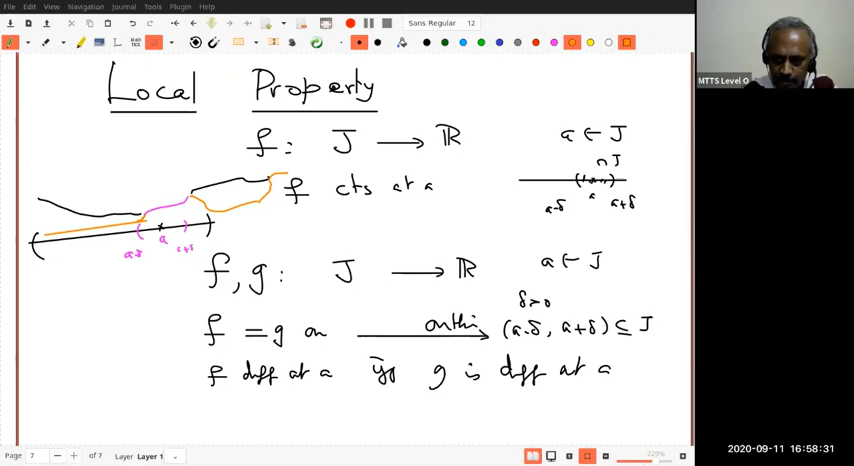 File Edit View Navigation Journal Tools Plugin Help
Sans Regular 12
MTTS Level O
Local Property
f: J → ℝ a ∈ J
∩ J
f cts at a
a
a-δ a+δ
a
a-δ a+δ
f, g: J → ℝ a ∈ J
δ>0
f = g on → (a-δ, a+δ) ⊆ J
f diff at a iff g is diff at a
2020-09-11 16:58:31
Page 7 of 7 Layer Layer 1 229%